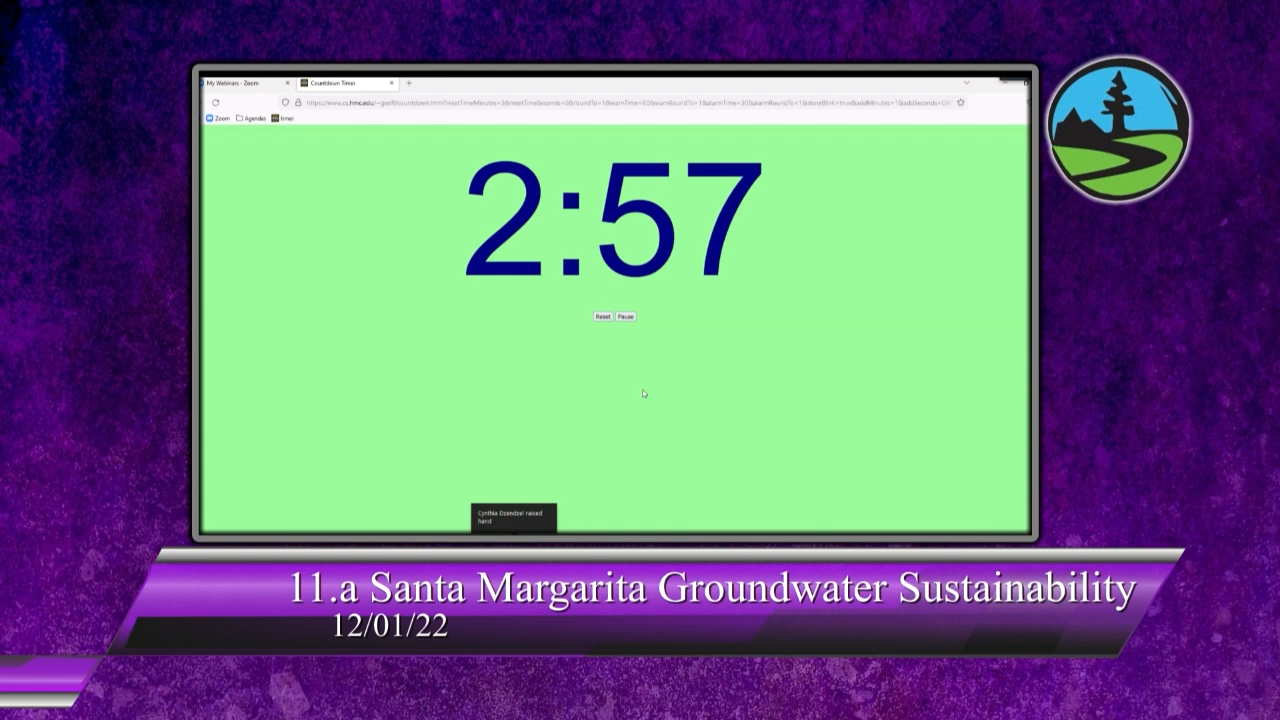 My Webinars - Zoom
Countdown Timer
Zoom Agendas timer
2:57
Reset Pause
Cynthia Dzendzel raised
hand
11.a Santa Margarita Groundwater Sustainability
12/01/22